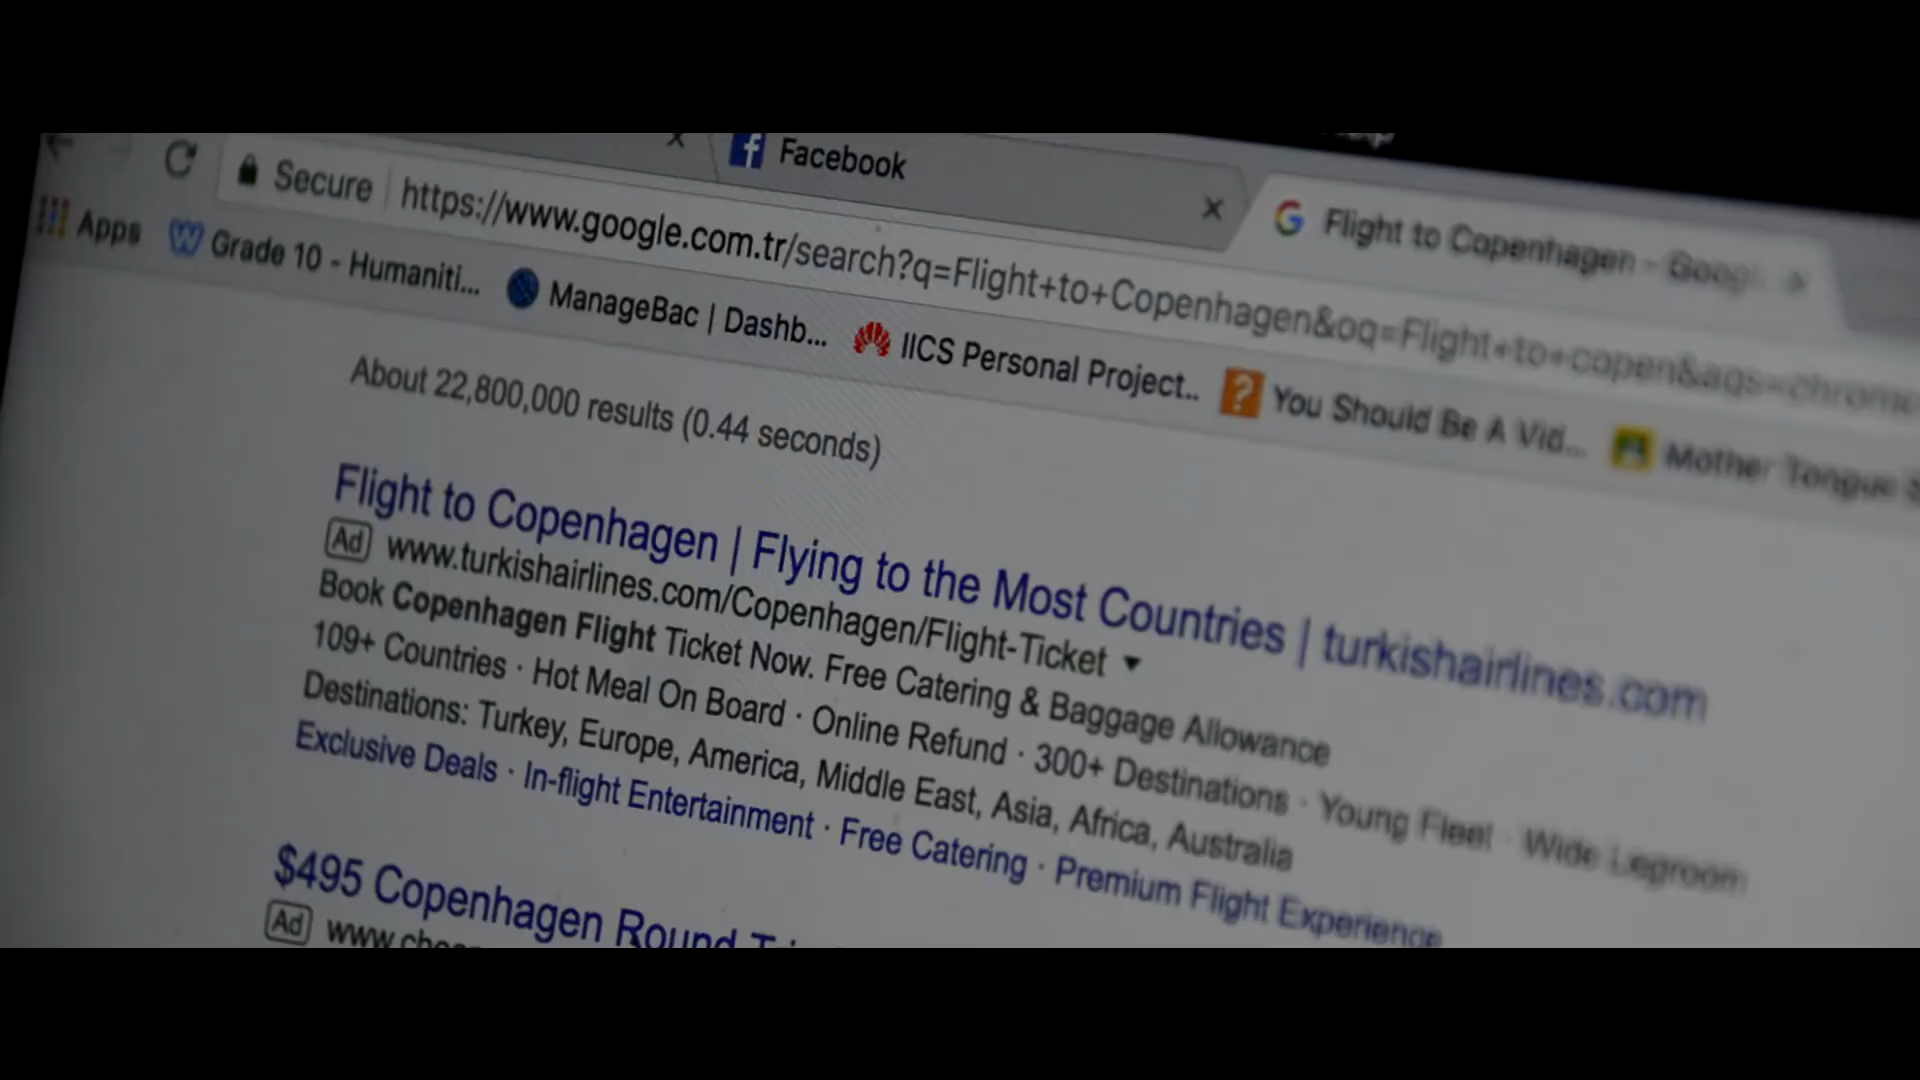 Facebook
Flight to Copenhagen - Googl
Secure https://www.google.com.tr/search?q=Flight+to+Copenhagen&oq=Flight+to+copen&aqs=chrome
Apps Grade 10 - Humaniti... ManageBac | Dashb... IICS Personal Project.. You Should Be A Vid... Mother Tongue
About 22,800,000 results (0.44 seconds)
Flight to Copenhagen | Flying to the Most Countries | turkishairlines.com
Ad www.turkishairlines.com/Copenhagen/Flight-Ticket
Book Copenhagen Flight Ticket Now. Free Catering & Baggage Allowance
109+ Countries · Hot Meal On Board · Online Refund · 300+ Destinations · Young Fleet · Wide Legroom
Destinations: Turkey, Europe, America, Middle East, Asia, Africa, Australia
Exclusive Deals · In-flight Entertainment · Free Catering · Premium Flight Experience
$495 Copenhagen Round
Ad